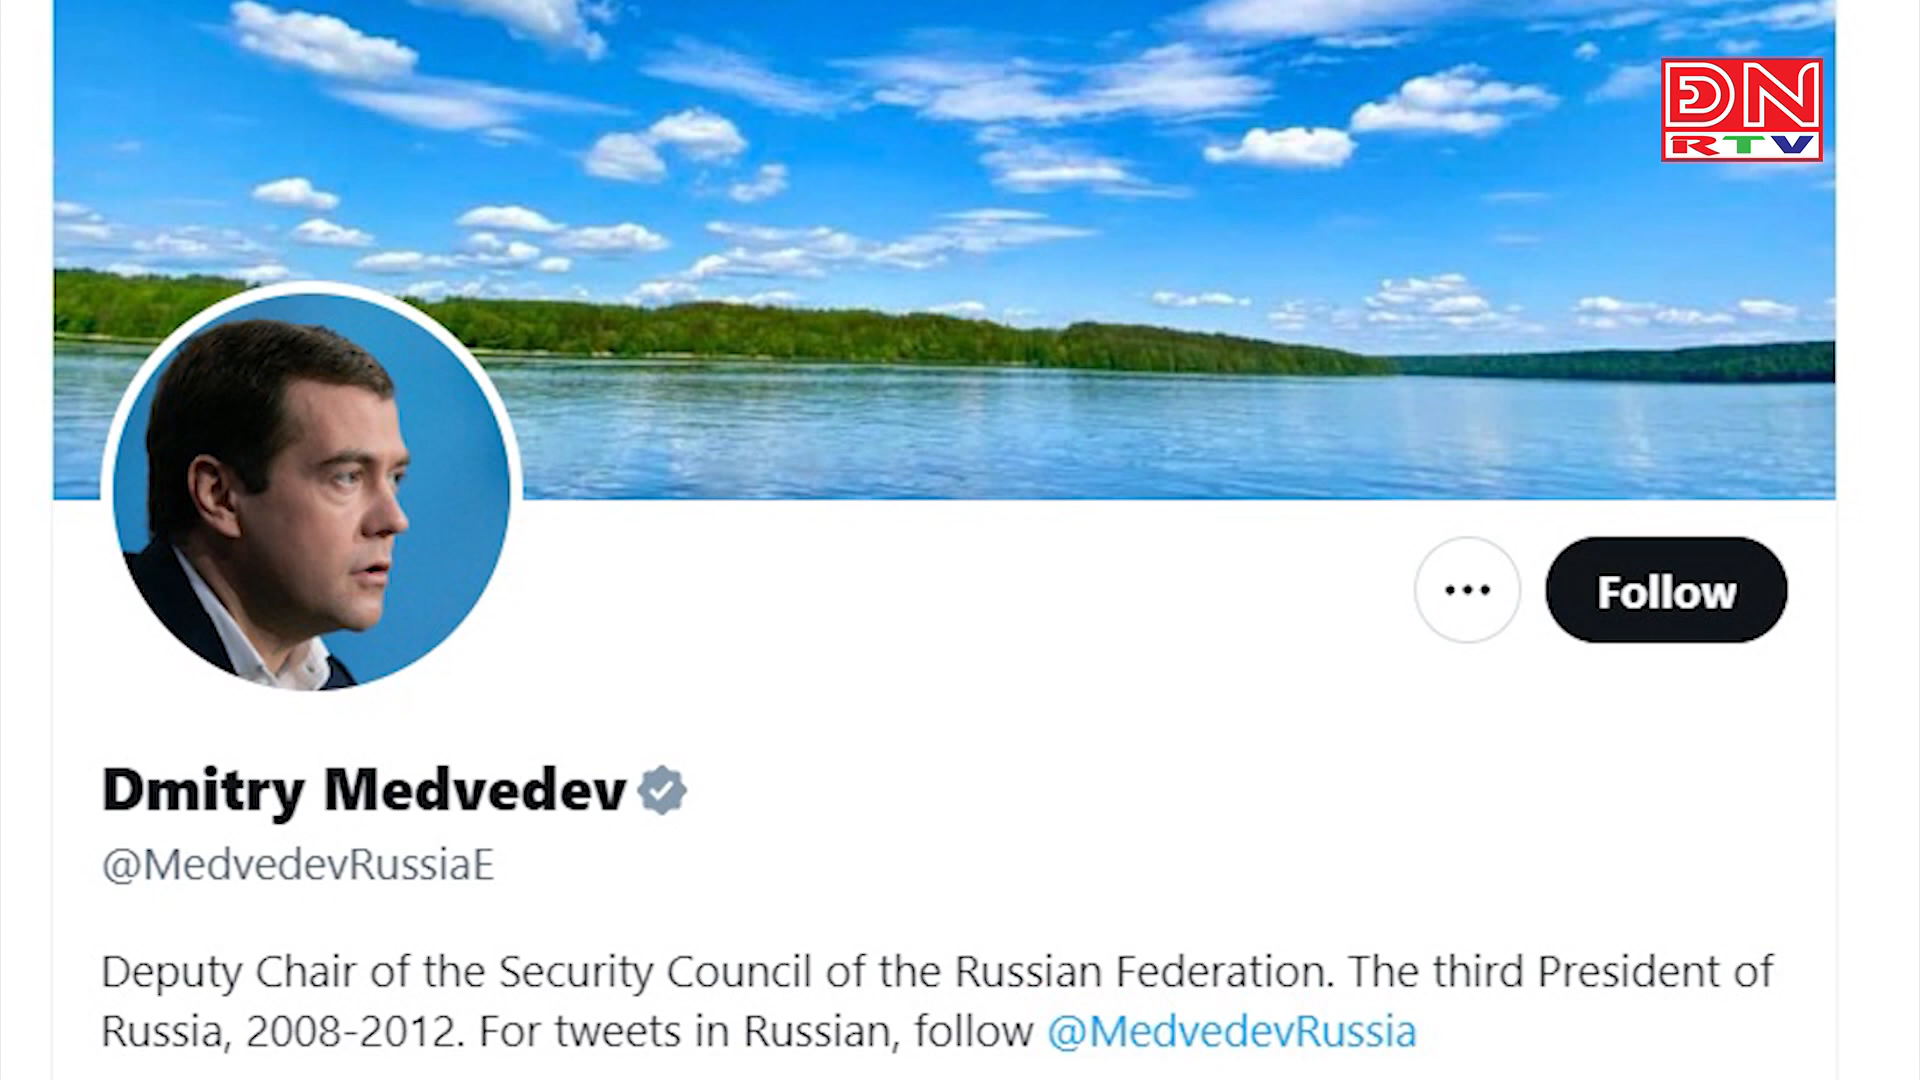 ĐN
RTV
Follow
Dmitry Medvedev
@MedvedevRussiaE
Deputy Chair of the Security Council of the Russian Federation. The third President of
Russia, 2008-2012. For tweets in Russian, follow @MedvedevRussia